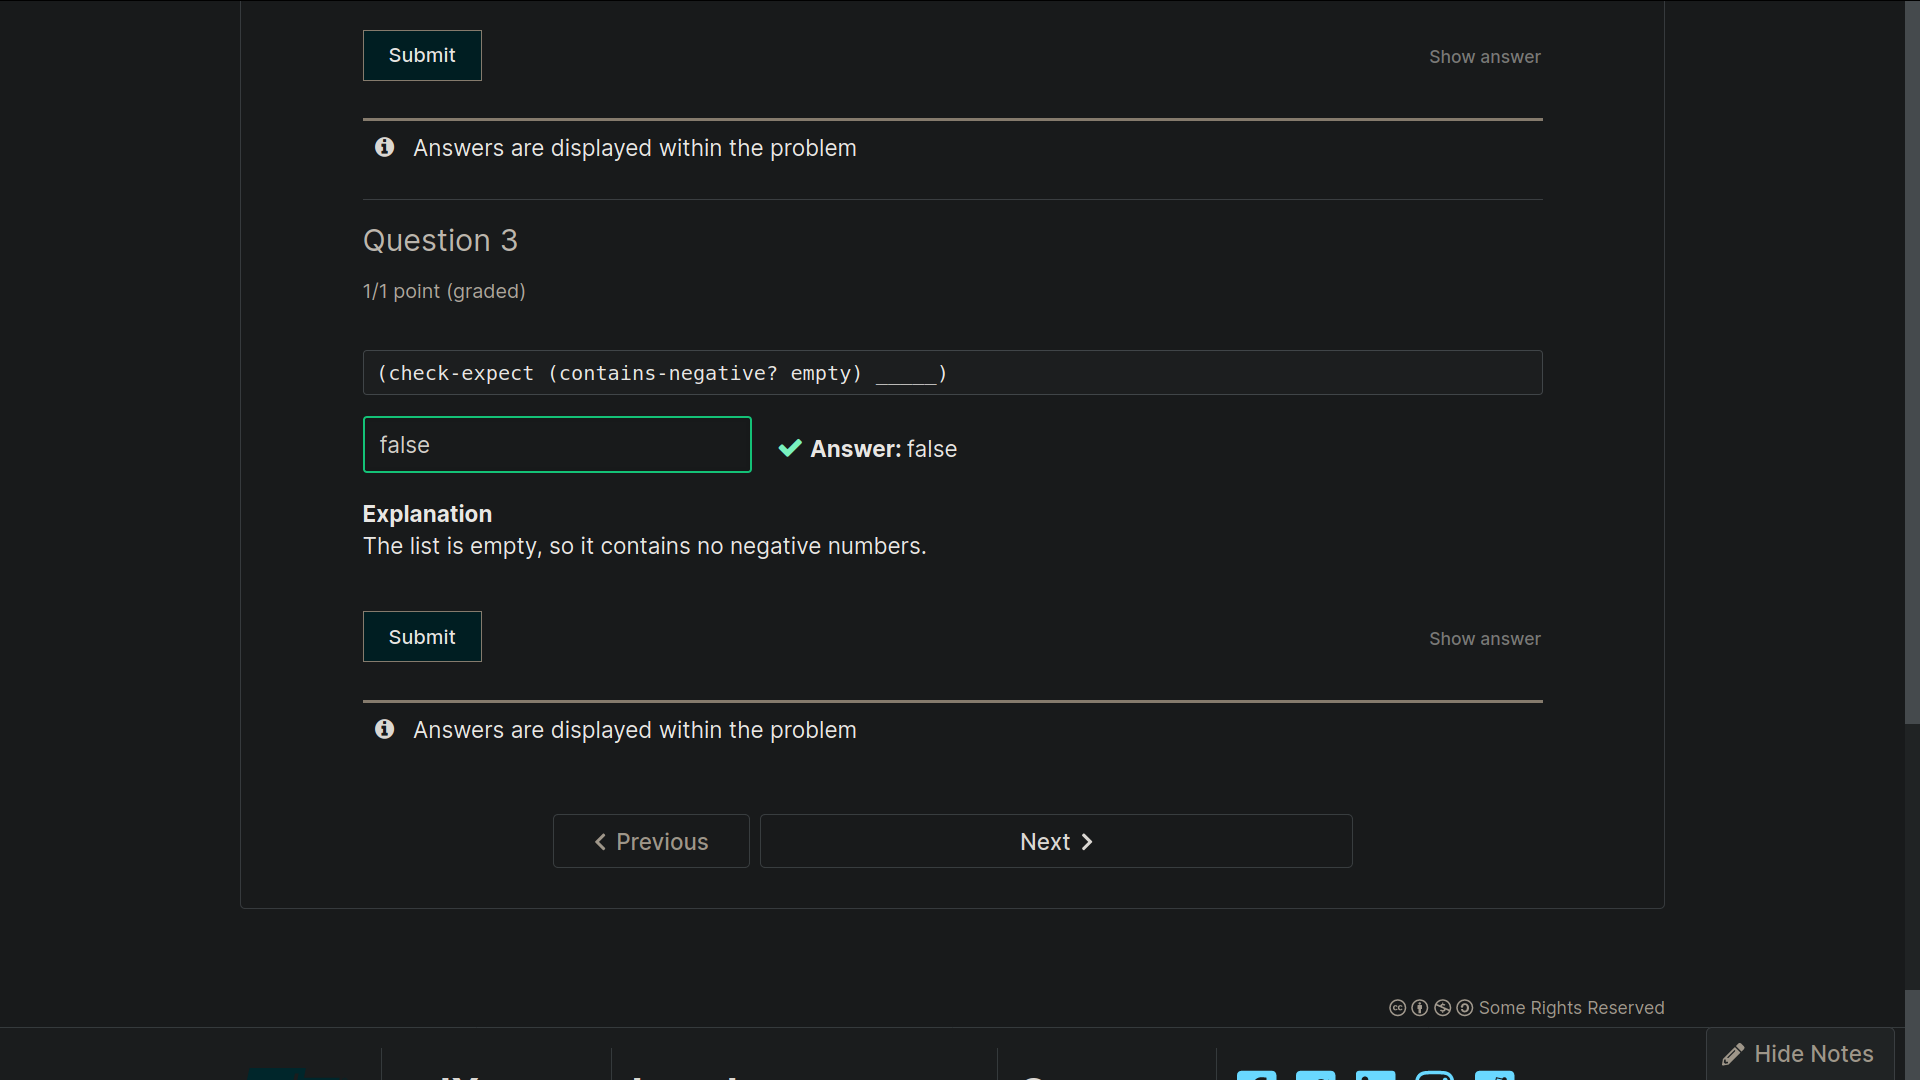 Submit
Show answer
Answers are displayed within the problem
Question 3
1/1 point (graded)
(check-expect (contains-negative? empty) _____)
false
Answer: false
Explanation
The list is empty, so it contains no negative numbers.
Submit
Show answer
Answers are displayed within the problem
Previous
Next
Some Rights Reserved
Hide Notes